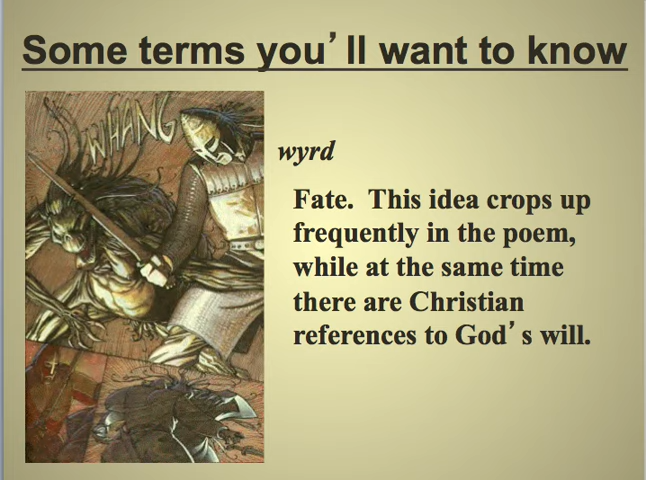 Some terms you'll want to know
WHANG
wyrd
Fate. This idea crops up
frequently in the poem,
while at the same time
there are Christian
references to God's will.